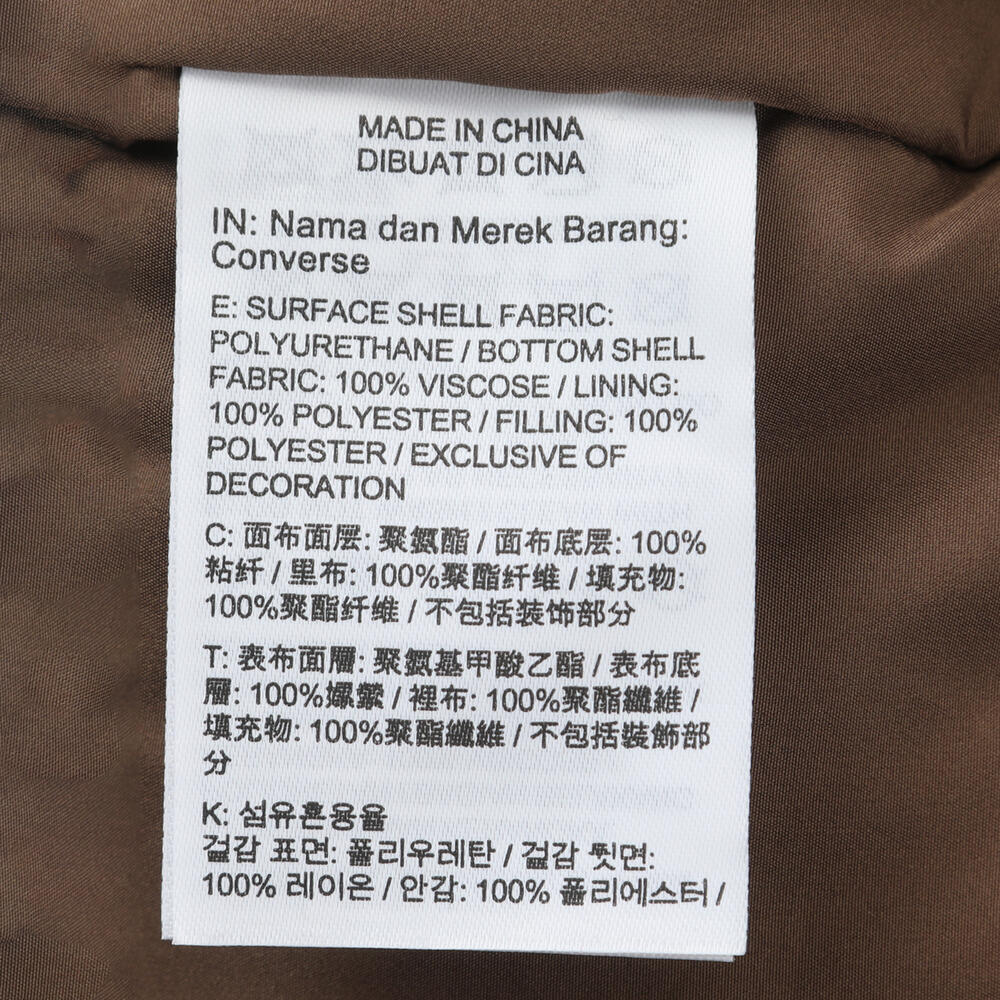 MADE IN CHINA
DIBUAT DI CINA
IN: Nama dan Merek Barang:
Converse
E: SURFACE SHELL FABRIC:
POLYURETHANE / BOTTOM SHELL
FABRIC: 100% VISCOSE / LINING:
100% POLYESTER / FILLING: 100%
POLYESTER / EXCLUSIVE OF
DECORATION
C: 面布面层: 聚氨酯 / 面布底层: 100%
粘纤 / 里布: 100%聚酯纤维 / 填充物:
100%聚酯纤维 / 不包括装饰部分
T: 表布面層: 聚氨基甲酸乙酯 / 表布底
層: 100%嫘縈 / 裡布: 100%聚酯纖維 /
填充物: 100%聚酯纖維 / 不包括裝飾部
分
K: 섬유혼용율
겉감 표면: 폴리우레탄 / 겉감 뒷면:
100% 레이온 / 안감: 100% 폴리에스터 /